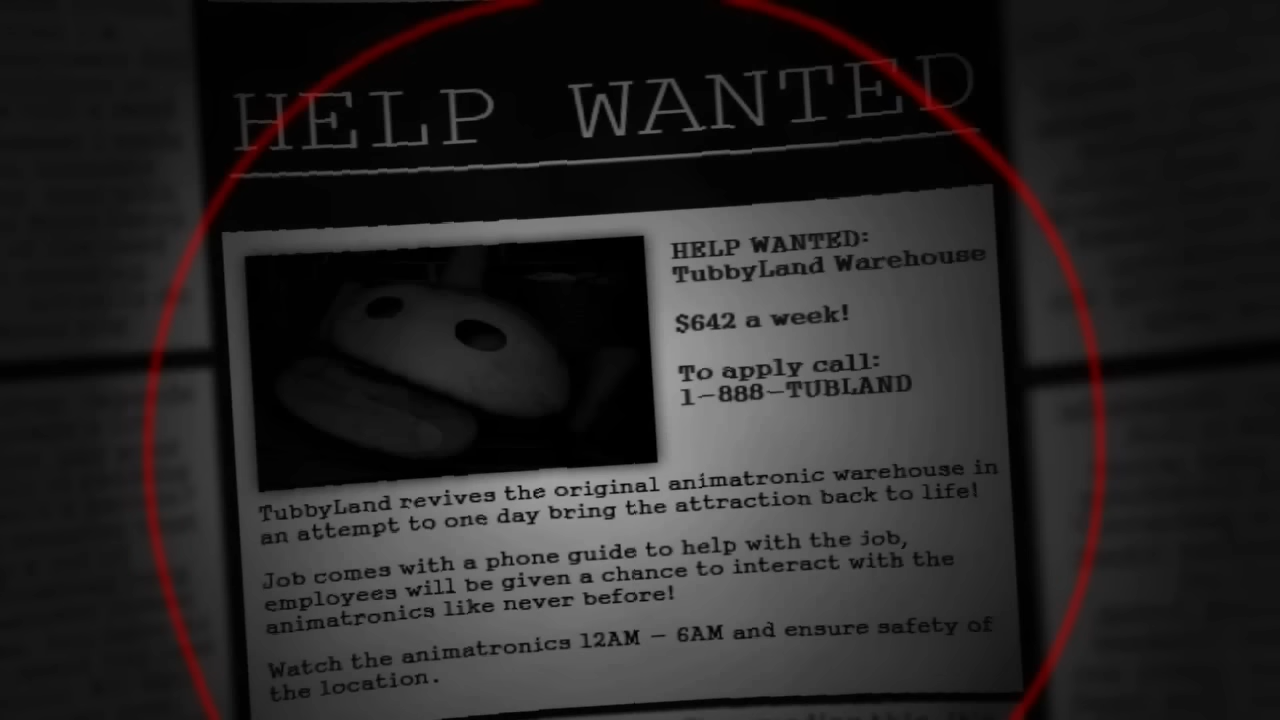 HELP WANTED
HELP WANTED:
TubbyLand Warehouse
$642 a week!
To apply call:
1-888-TUBLAND
TubbyLand revives the original animatronic warehouse in
an attempt to one day bring the attraction back to life!
Job comes with a phone guide to help with the job,
employees will be given a chance to interact with the
animatronics like never before!
Watch the animatronics 12AM - 6AM and ensure safety of
the location.